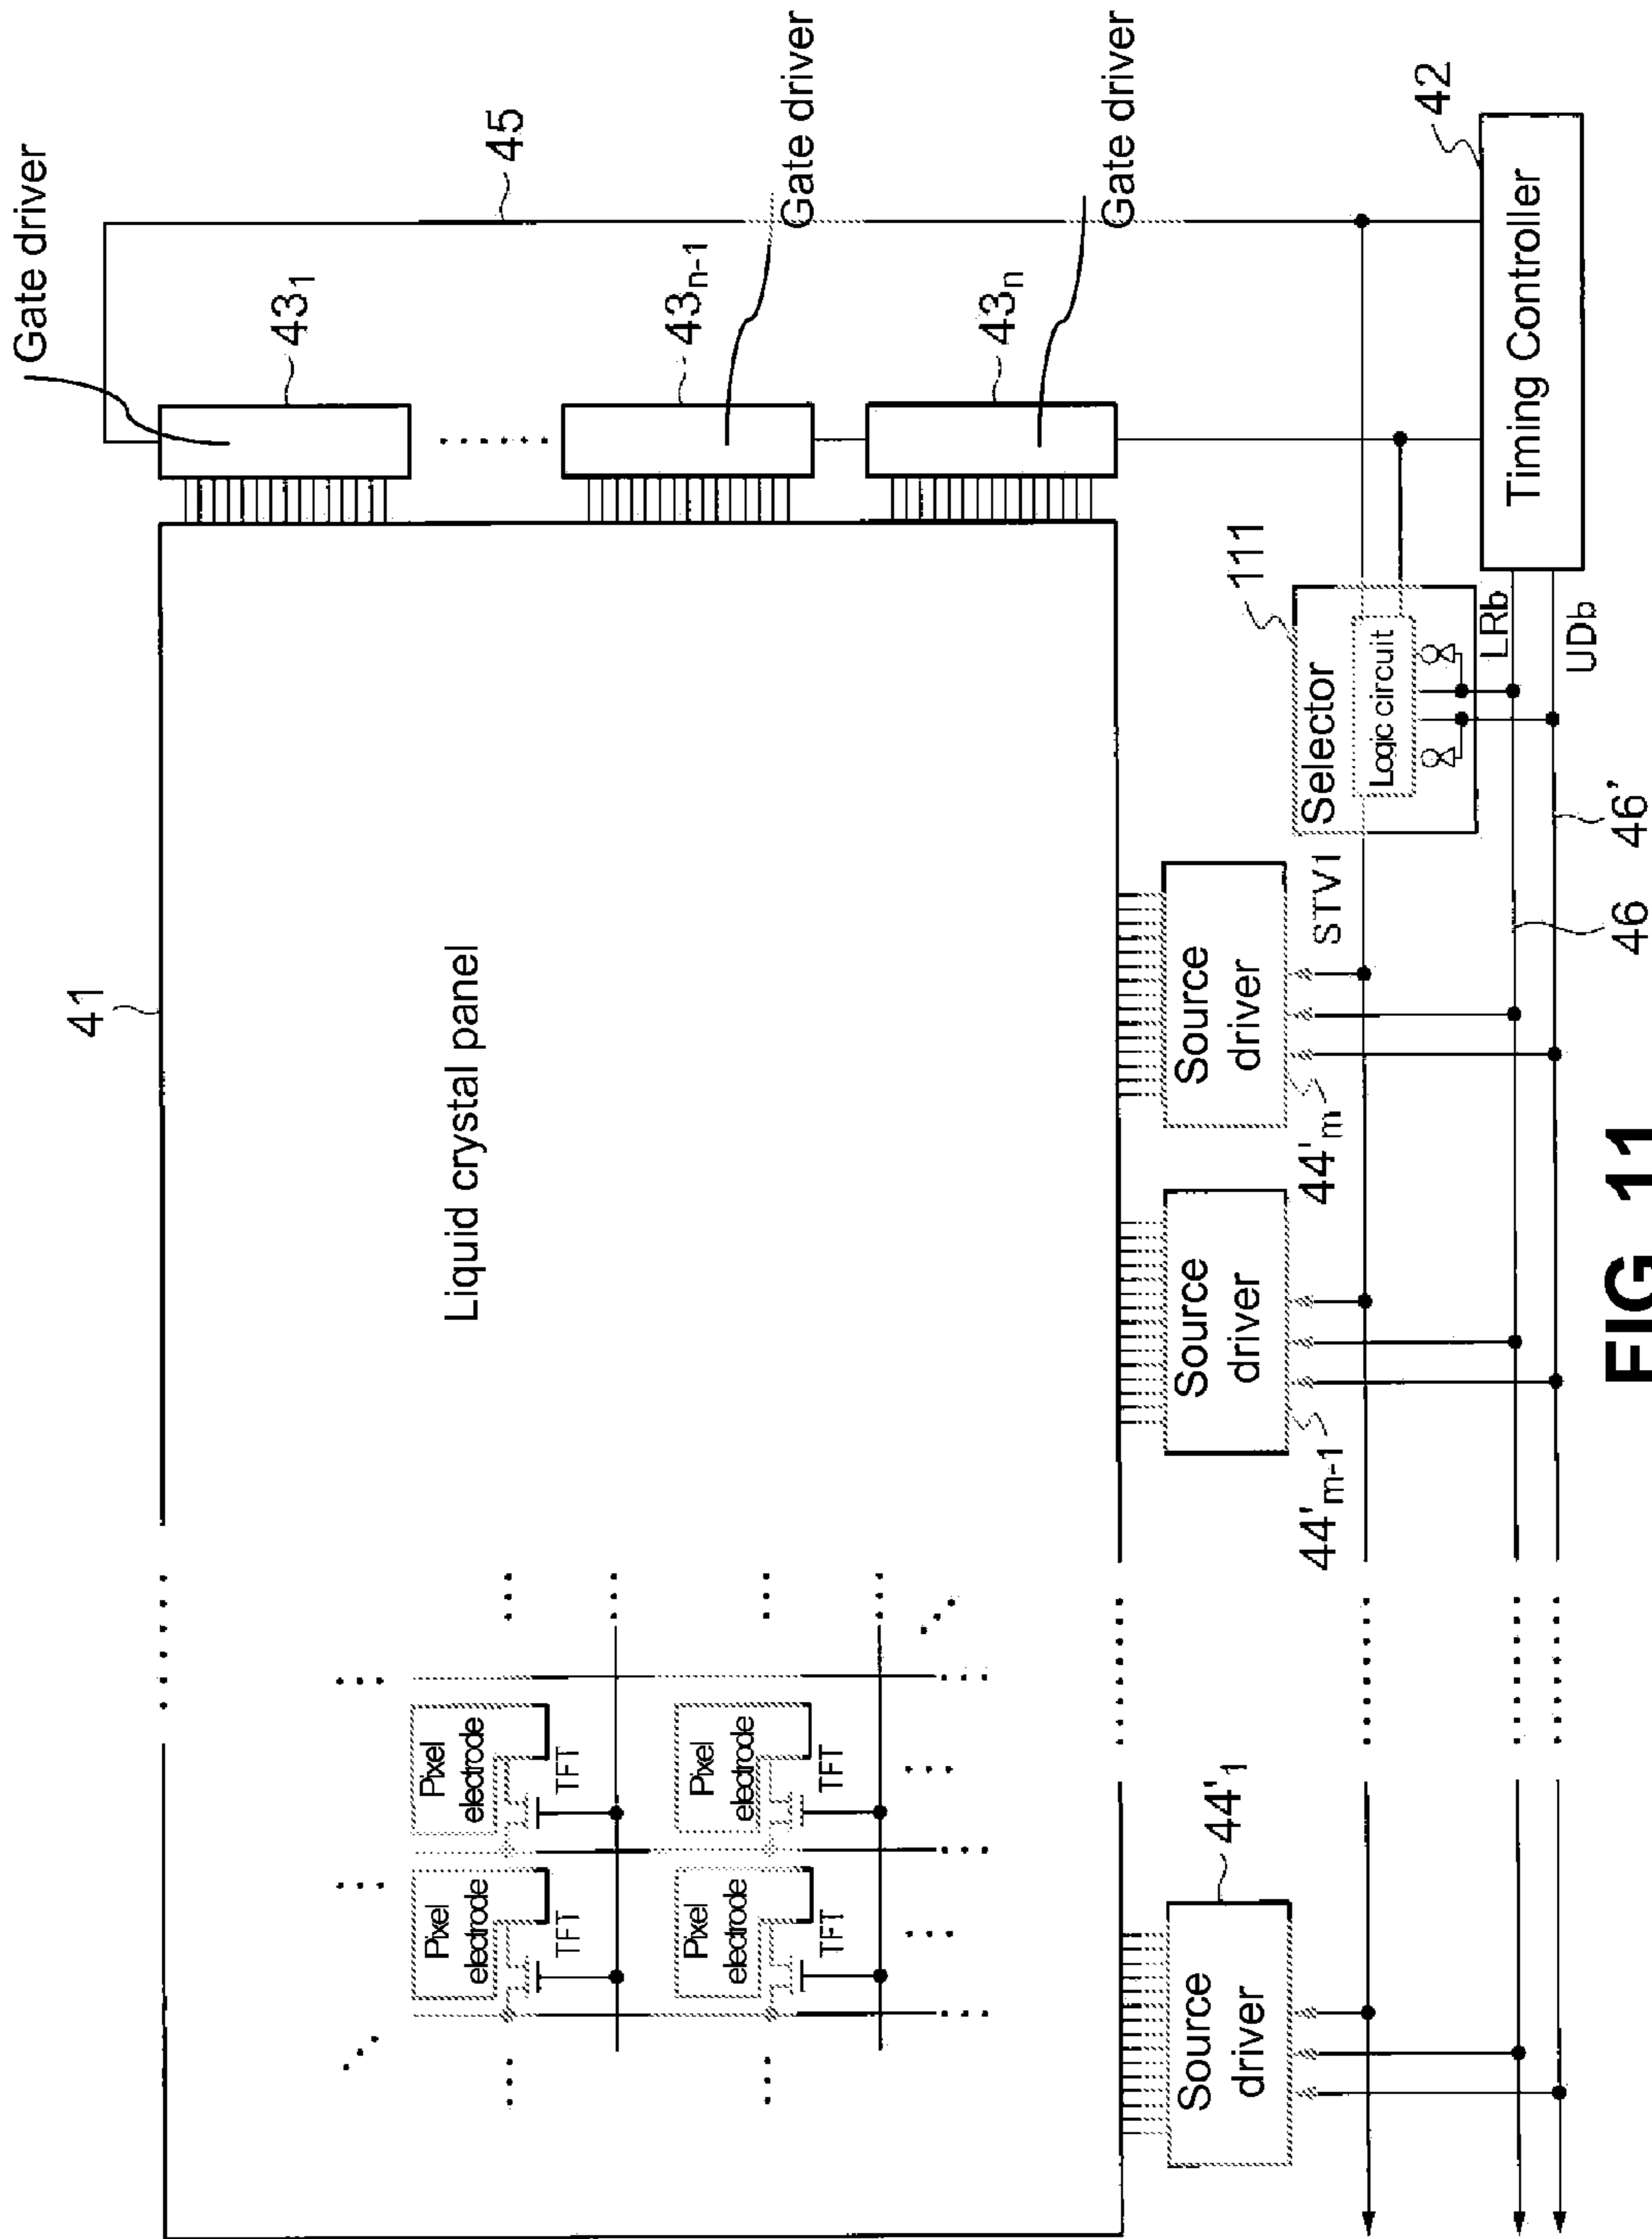 Gate driver
43₁
45
43n-1
Gate driver
43n
Gate driver
41
Liquid crystal panel
Pixel
electrode
TFT
Pixel
electrode
TFT
Pixel
electrode
TFT
Pixel
electrode
TFT
Source
driver
44'1
Source
driver
44'm-1
Source
driver
44'm
STV1
Selector
Logic circuit
111
LRb
UDb
46
46'
42
Timing Controller
FIG 11